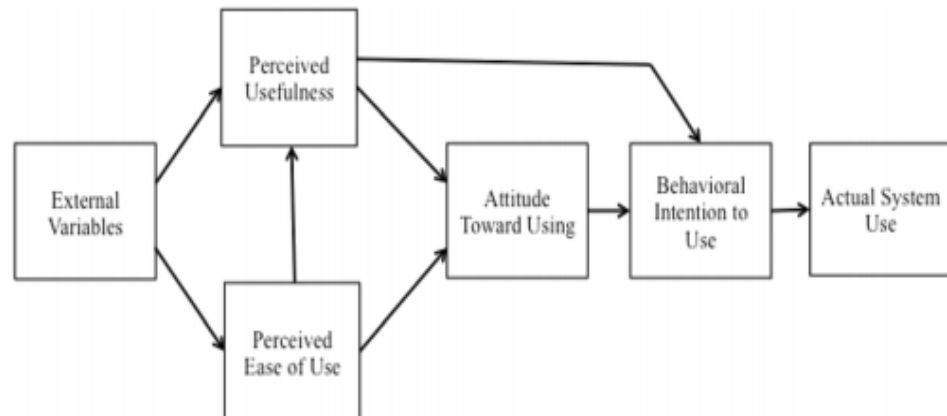 Perceived
Usefulness
External
Variables
Attitude
Toward Using
Behavioral
Intention to
Use
Actual System
Use
Perceived
Ease of Use